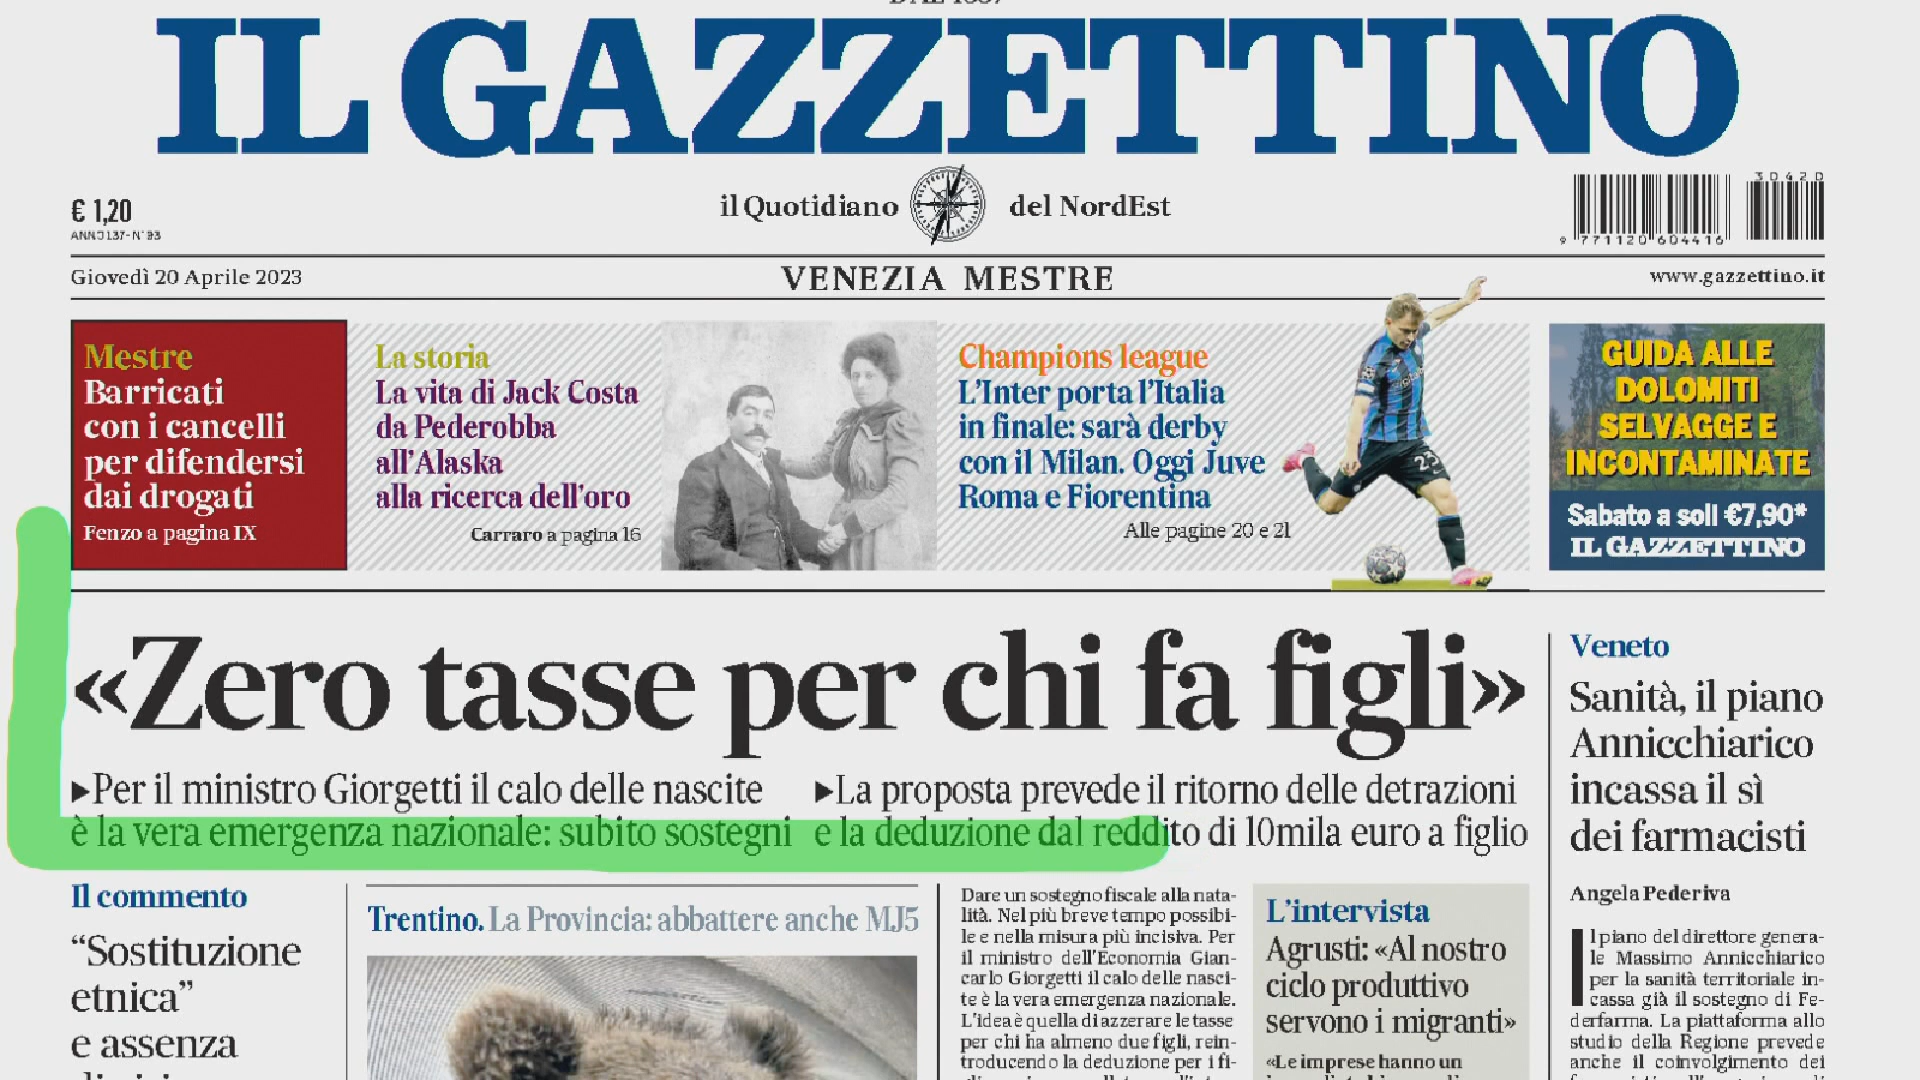 IL GAZZETTINO
€ 1,20
ANNO 137- N° 93
il Quotidiano del NordEst
30420
9 771120 604416
Giovedì 20 Aprile 2023
VENEZIA MESTRE
www.gazzettino.it
Mestre
Barricati
con i cancelli
per difendersi
dai drogati
Fenzo a pagina IX
La storia
La vita di Jack Costa
da Pederobba
all'Alaska
alla ricerca dell'oro
Carraro a pagina 16
Champions league
L'Inter porta l'Italia
in finale: sarà derby
con il Milan. Oggi Juve
Roma e Fiorentina
Alle pagine 20 e 21
23
GUIDA ALLE
DOLOMITI
SELVAGGE E
INCONTAMINATE
Sabato a soli €7,90*
IL GAZZETTINO
«Zero tasse per chi fa figli»
▶Per il ministro Giorgetti il calo delle nascite
è la vera emergenza nazionale: subito sostegni
▶La proposta prevede il ritorno delle detrazioni
e la deduzione dal reddito di 10mila euro a figlio
Il commento
“Sostituzione
etnica”
e assenza
Trentino. La Provincia: abbattere anche MJ5
Dare un sostegno fiscale alla nata-
lità. Nel più breve tempo possibi-
le e nella misura più incisiva. Per
il ministro dell'Economia Gian-
carlo Giorgetti il calo delle nasci-
te è la vera emergenza nazionale.
L'idea è quella di azzerare le tasse
per chi ha almeno due figli, rein-
troducendo la deduzione per i fi-
L'intervista
Agrusti: «Al nostro
ciclo produttivo
servono i migranti»
«Le imprese hanno un
Veneto
Sanità, il piano
Annicchiarico
incassa il sì
dei farmacisti
Angela Pederiva
Il piano del direttore genera-
le Massimo Annicchiarico
per la sanità territoriale in-
cassa già il sostegno di Fe-
derfarma. La piattaforma allo
studio della Regione prevede
anche il coinvolgimento dei